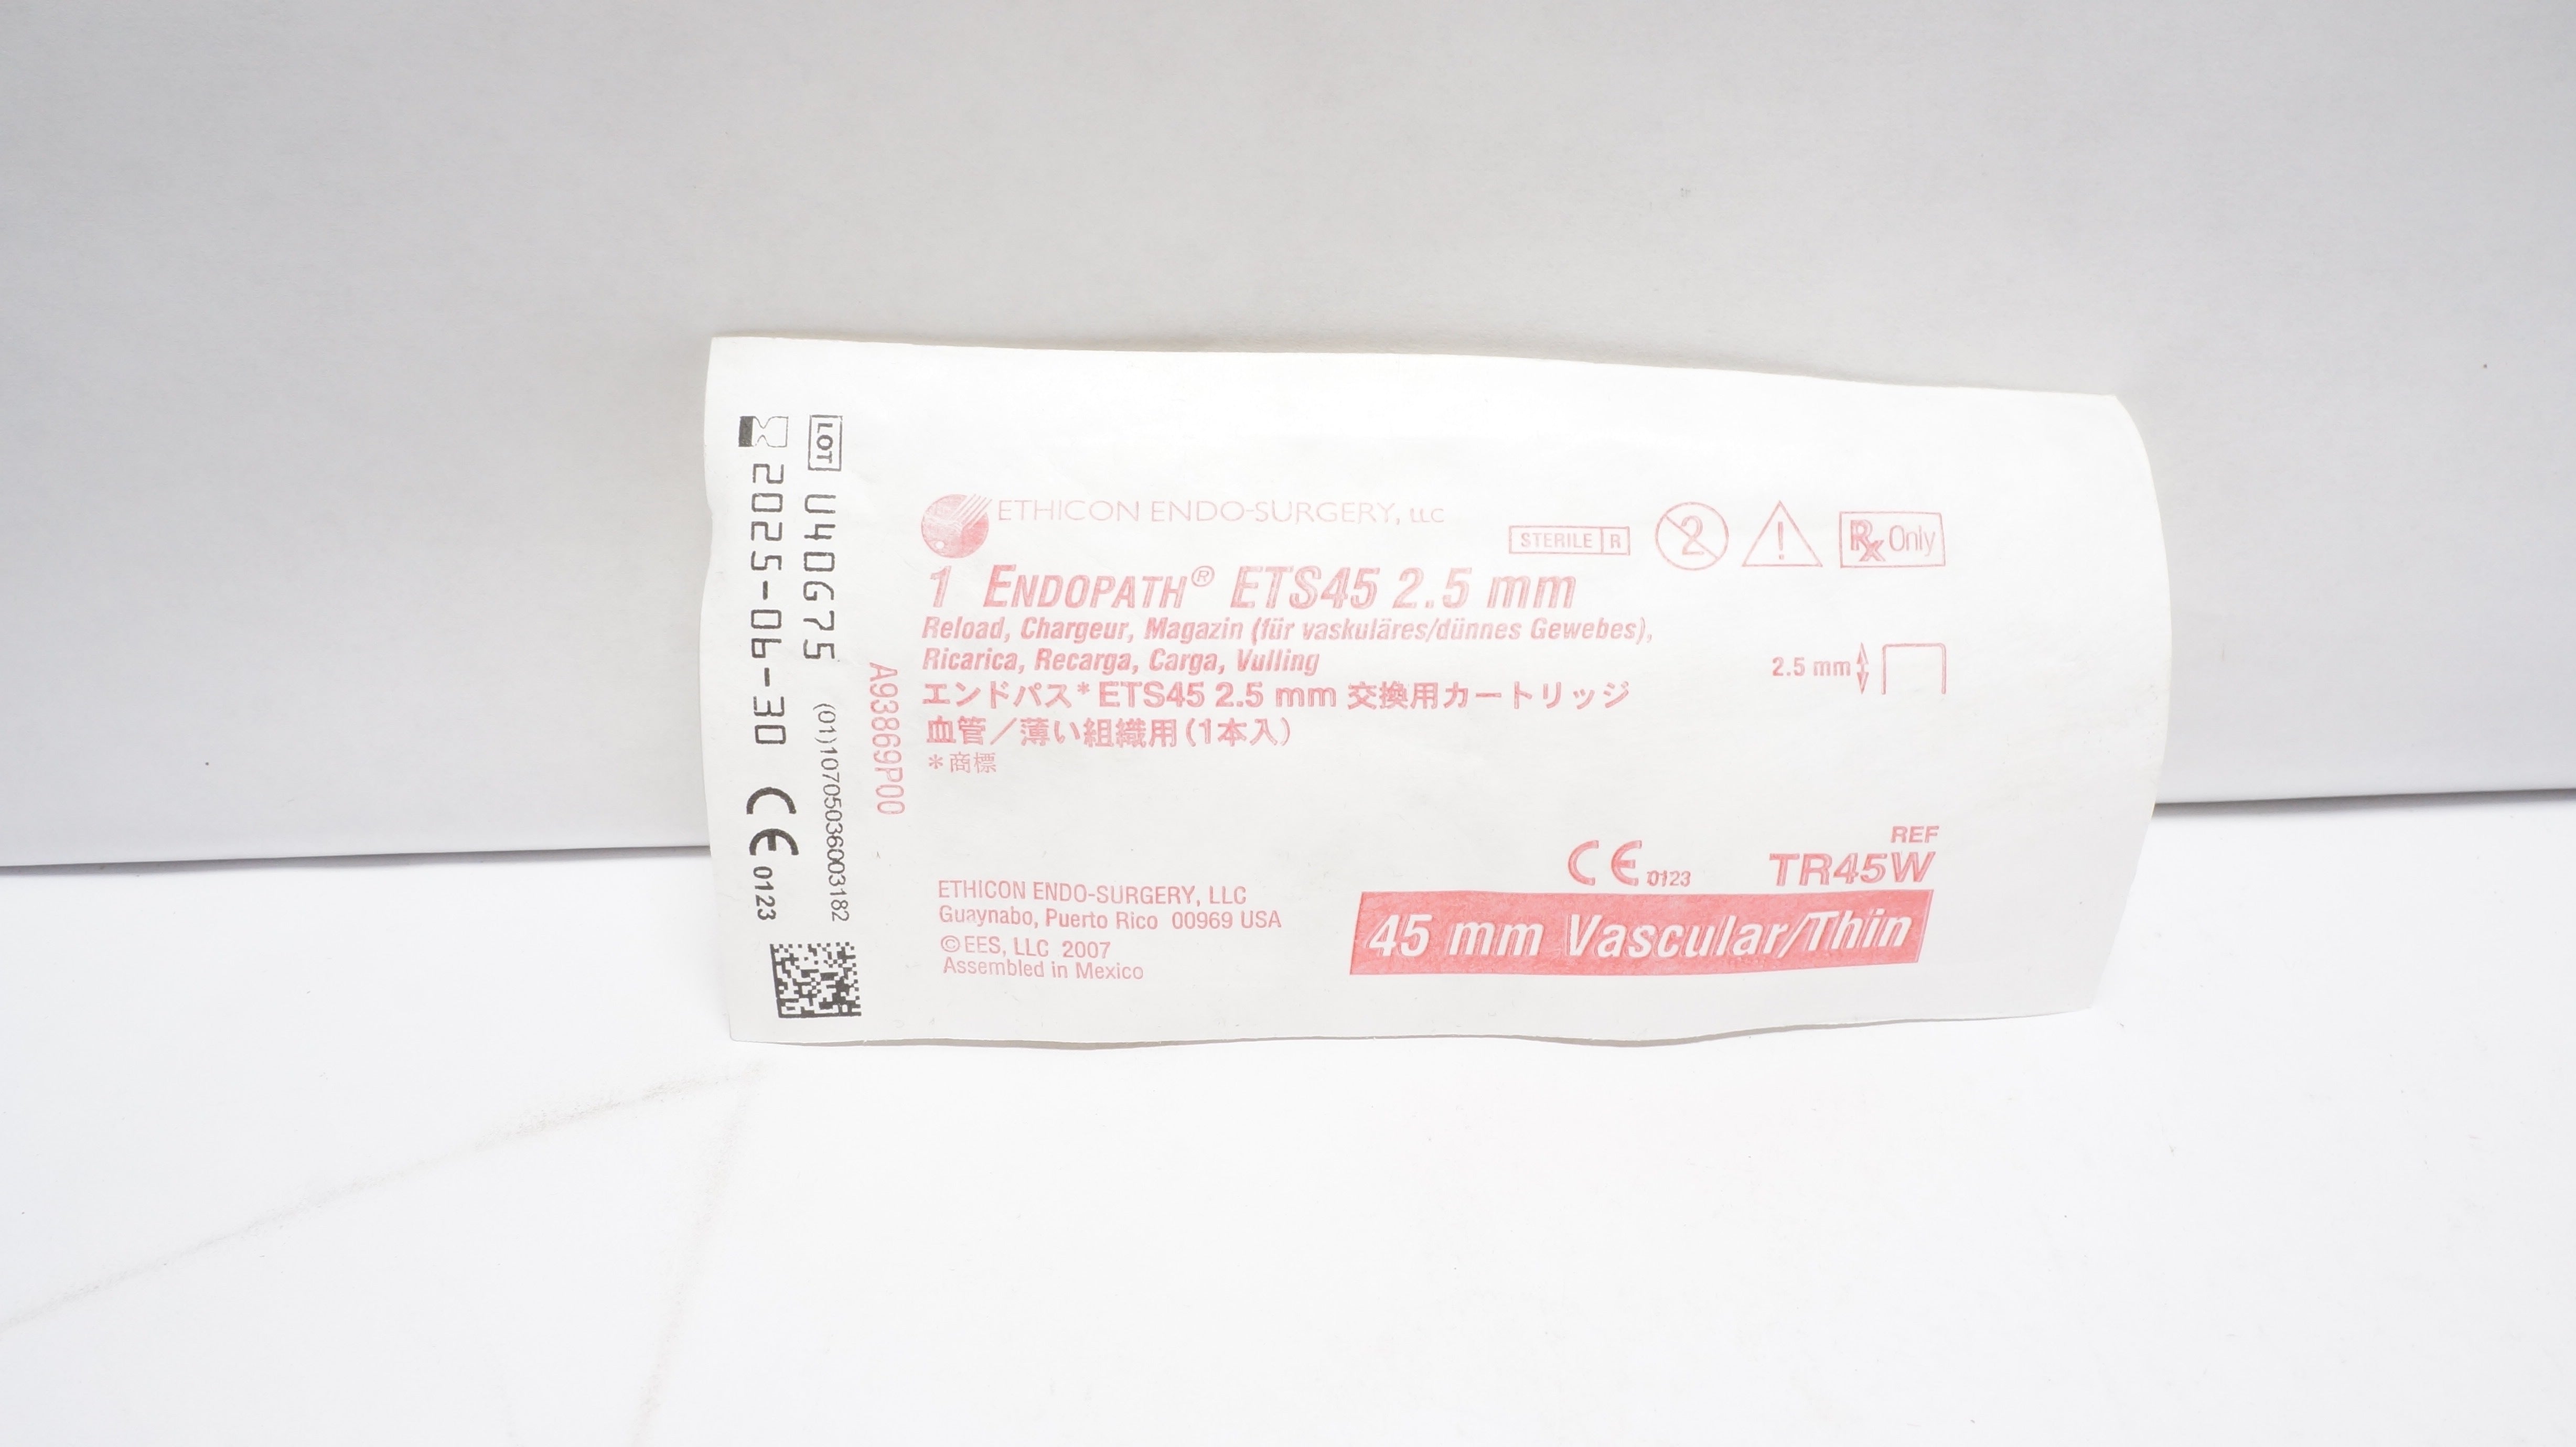 LOT U40G75 (01)10705036003182
2025-06-30 CE 0123
A93869P00
ETHICON ENDO-SURGERY, LLC
STERILE R
2
!
Rx Only
1 ENDOPATH® ETS45 2.5 mm
Reload, Chargeur, Magazin (für vaskuläres/dünnes Gewebes),
Ricarica, Recarga, Carga, Vulling
エンドパス* ETS45 2.5 mm 交換用カートリッジ
血管／薄い組織用(1本入)
*商標
2.5 mm
ETHICON ENDO-SURGERY, LLC
Guaynabo, Puerto Rico 00969 USA
©EES, LLC 2007
Assembled in Mexico
CE 0123
REF
TR45W
45 mm Vascular/Thin